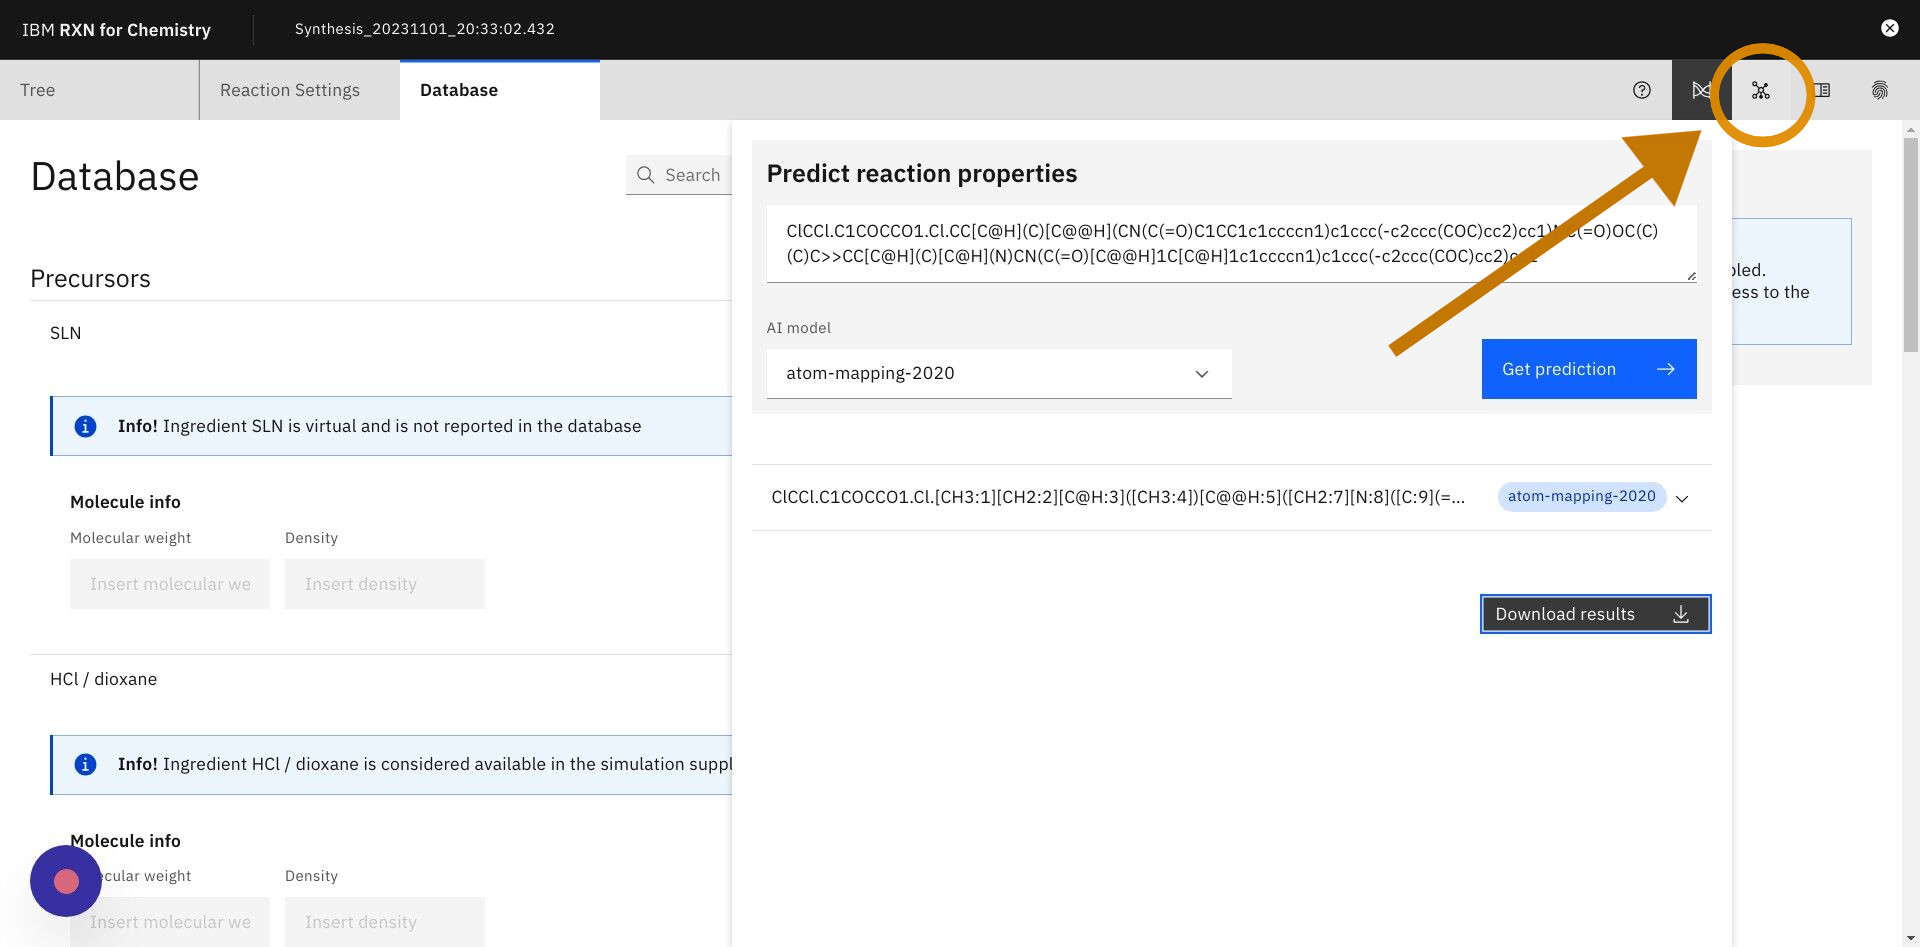 IBM RXN for Chemistry
Synthesis_20231101_20:33:02.432
Tree
Reaction Settings
Database
Database
Search
Precursors
SLN
Info! Ingredient SLN is virtual and is not reported in the database
Molecule info
Molecular weight
Density
Insert molecular we
Insert density
HCl / dioxane
Info! Ingredient HCl / dioxane is considered available in the simulation suppl
Molecule info
ecular weight
Density
Insert molecular we
Insert density
Predict reaction properties
ClCCl.C1COCCO1.Cl.CC[C@H](C)[C@@H](CN(C(=O)C1CC1c1ccccn1)c1ccc(-c2ccc(COC)cc2)cc1) C(=O)OC(C)
(C)C>>CC[C@H](C)[C@H](N)CN(C(=O)[C@@H]1C[C@H]1c1ccccn1)c1ccc(-c2ccc(COC)cc2)c
AI model
atom-mapping-2020
Get prediction
ClCCl.C1COCCO1.Cl.[CH3:1][CH2:2][C@H:3]([CH3:4])[C@@H:5]([CH2:7][N:8]([C:9](=...
atom-mapping-2020
Download results
bled.
ess to the